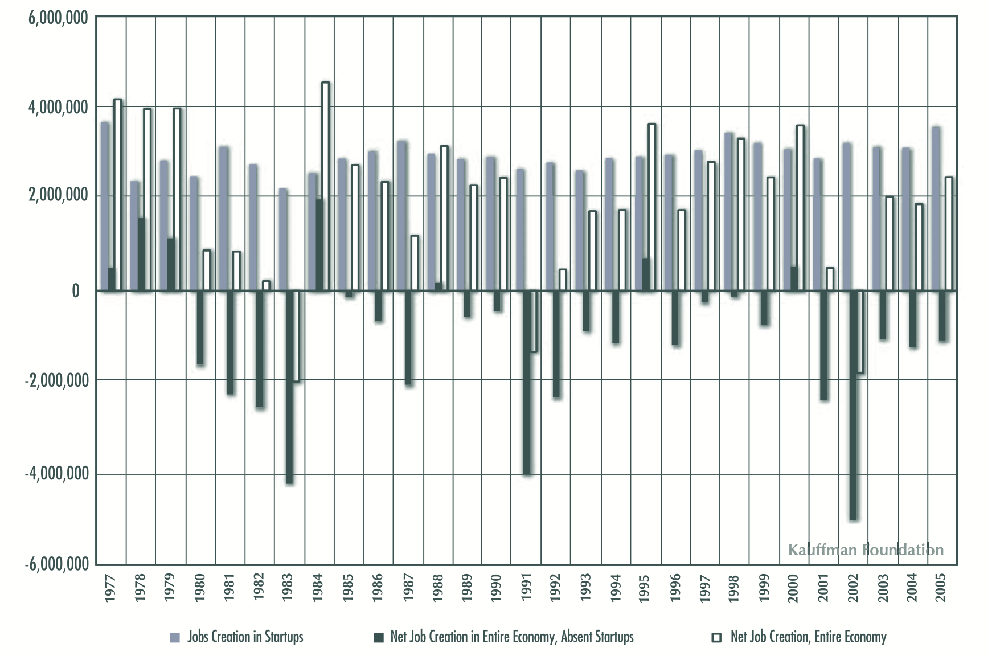 6,000,000
4,000,000
2,000,000
0
-2,000,000
-4,000,000
-6,000,000
Kauffman Foundation
1977 1978 1979 1980 1981 1982 1983 1984 1985 1986 1987 1988 1989 1990 1991 1992 1993 1994 1995 1996 1997 1998 1999 2000 2001 2002 2003 2004 2005
Jobs Creation in Startups Net Job Creation in Entire Economy, Absent Startups Net Job Creation, Entire Economy